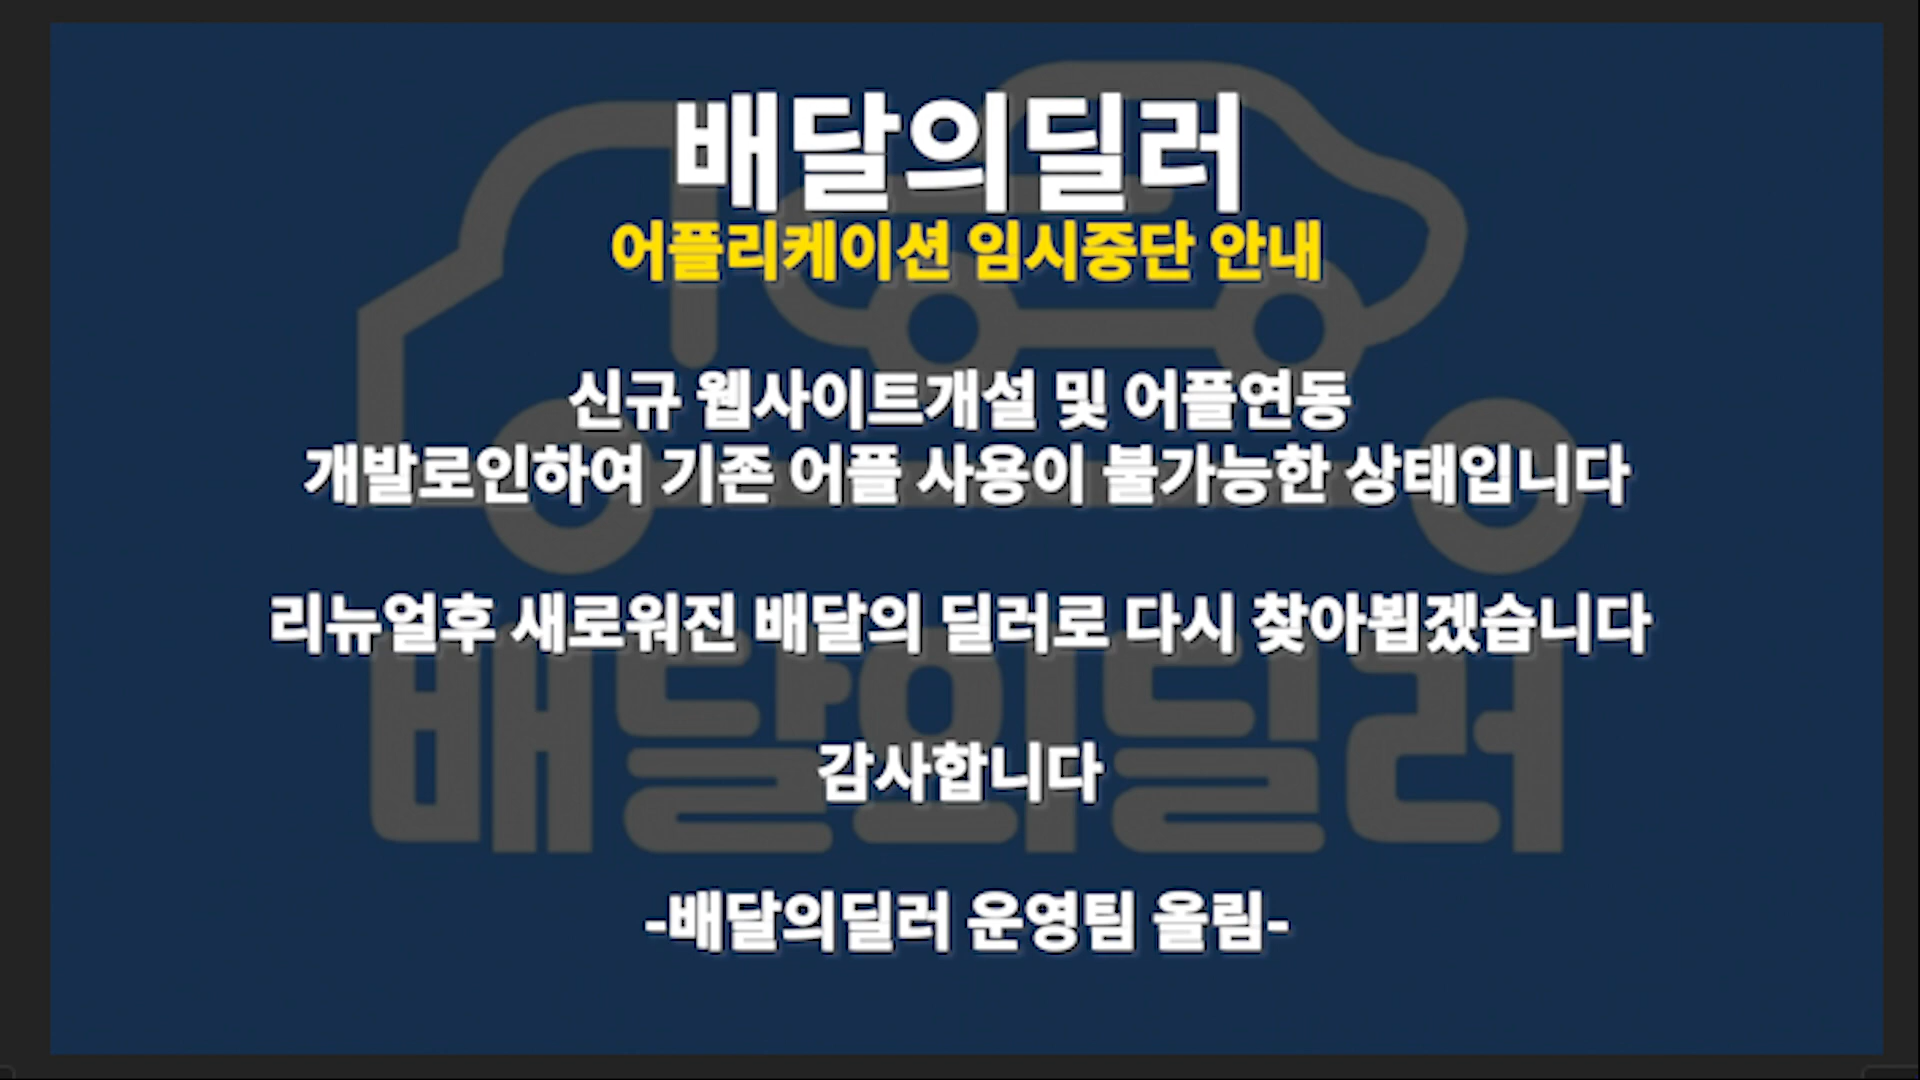 배달의딜러
어플리케이션 임시중단 안내
신규 웹사이트개설 및 어플연동
개발로인하여 기존 어플 사용이 불가능한 상태입니다
리뉴얼후 새로워진 배달의 딜러로 다시 찾아뵙겠습니다
배달의딜러
감사합니다
-배달의딜러 운영팀 올림-